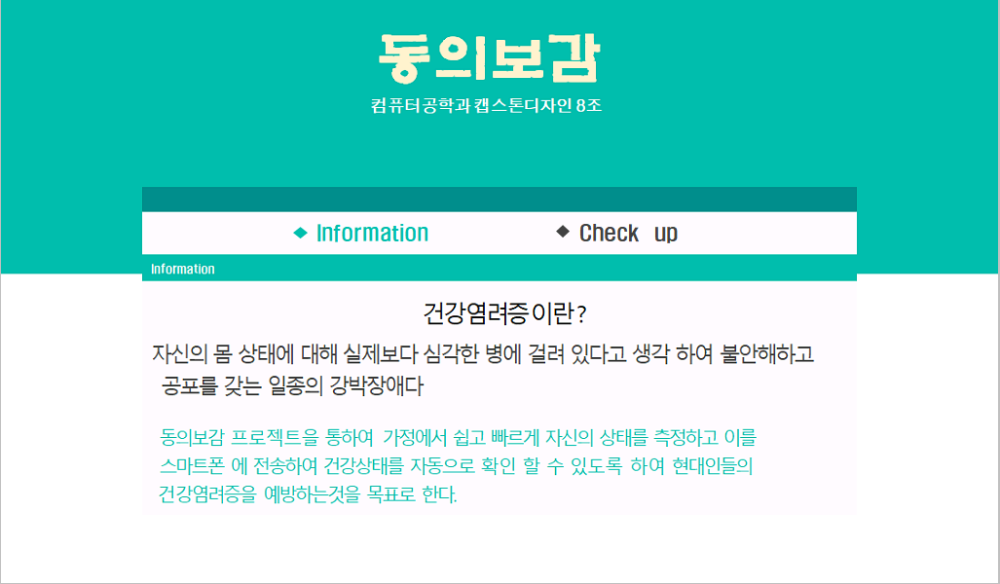 동의보감
컴퓨터공학과 캡스톤디자인 8조
◆ Information
◆ Check up
Information
건강염려증이란?
자신의 몸 상태에 대해 실제보다 심각한 병에 걸려 있다고 생각 하여 불안해하고
공포를 갖는 일종의 강박장애다
동의보감 프로젝트을 통하여 가정에서 쉽고 빠르게 자신의 상태를 측정하고 이를
스마트폰 에 전송하여 건강상태를 자동으로 확인 할 수 있도록 하여 현대인들의
건강염려증을 예방하는것을 목표로 한다.